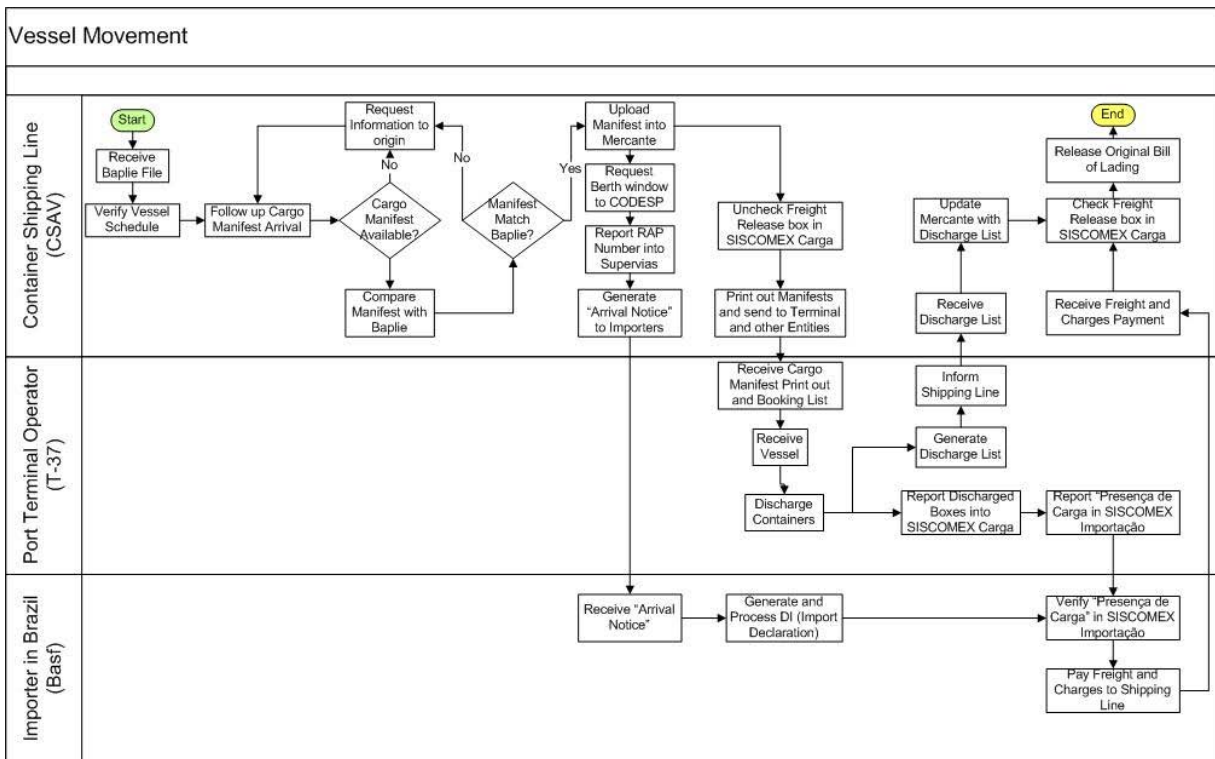 Vessel Movement
Container Shipping Line
(CSAV)
Start
Receive
Baplie File
Verify Vessel
Schedule
Follow up Cargo
Manifest Arrival
Request
Information to
origin
No
Cargo
Manifest
Available?
Compare
Manifest with
Baplie
No
Manifest
Match
Baplie?
Yes
Upload
Manifest into
Mercante
Request
Berth window
to CODESP
Report RAP
Number into
Supervias
Generate
“Arrival Notice”
to Importers
Uncheck Freight
Release box in
SISCOMEX Carga
Print out Manifests
and send to Terminal
and other Entities
Update
Mercante with
Discharge List
Receive
Discharge List
End
Release Original Bill
of Lading
Check Freight
Release box in
SISCOMEX Carga
Receive Freight and
Charges Payment
Port Terminal Operator
(T-37)
Receive Cargo
Manifest Print out
and Booking List
Receive
Vessel
Discharge
Containers
Inform
Shipping Line
Generate
Discharge List
Report Discharged
Boxes into
SISCOMEX Carga
Report “Presença de
Carga in SISCOMEX
Importação
Importer in Brazil
(Basf)
Receive “Arrival
Notice”
Generate and
Process DI (Import
Declaration)
Verify “Presença de
Carga” in SISCOMEX
Importação
Pay Freight and
Charges to Shipping
Line